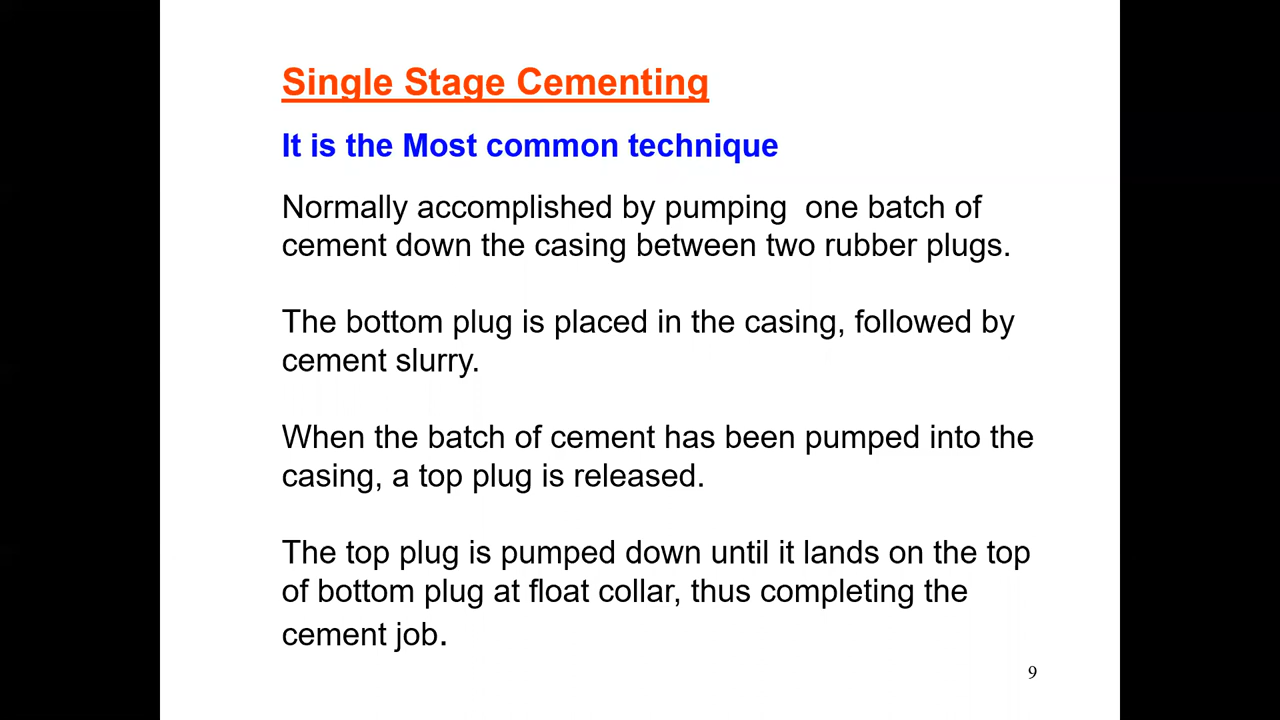 Single Stage Cementing
It is the Most common technique
Normally accomplished by pumping  one batch of
cement down the casing between two rubber plugs.
The bottom plug is placed in the casing, followed by
cement slurry.
When the batch of cement has been pumped into the
casing, a top plug is released.
The top plug is pumped down until it lands on the top
of bottom plug at float collar, thus completing the
cement job.
9